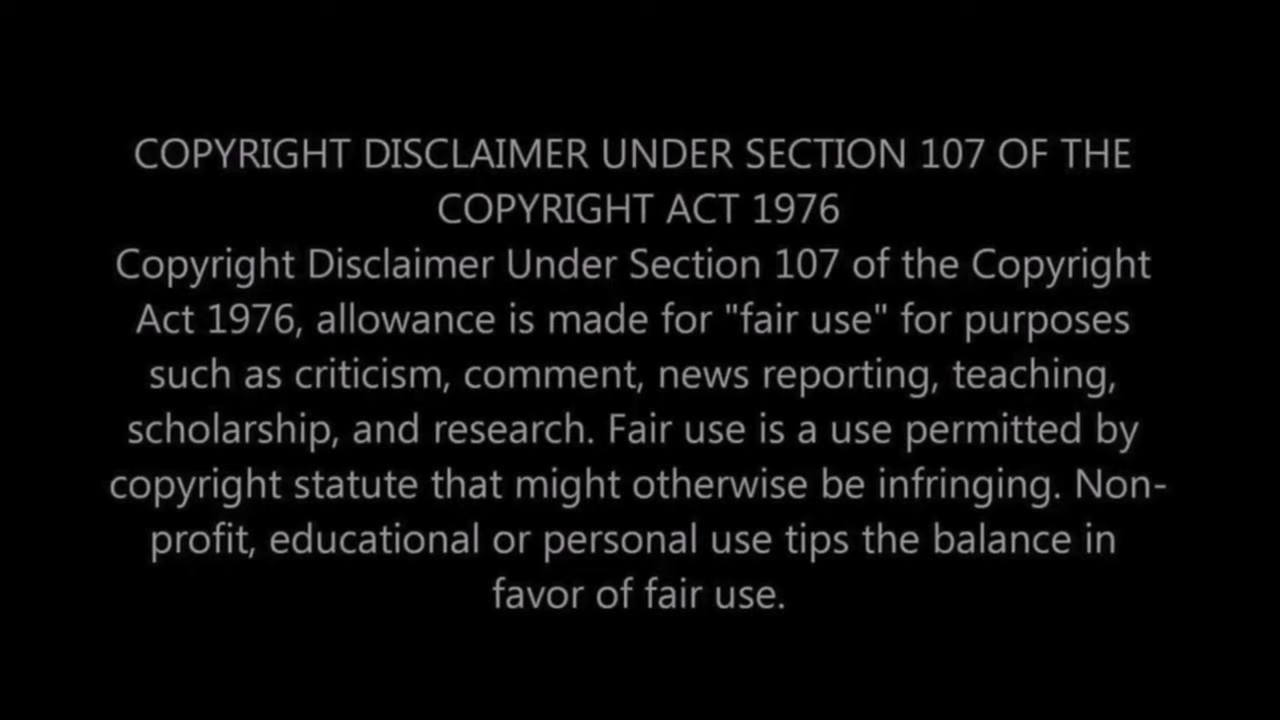 COPYRIGHT DISCLAIMER UNDER SECTION 107 OF THE
COPYRIGHT ACT 1976
Copyright Disclaimer Under Section 107 of the Copyright
Act 1976, allowance is made for "fair use" for purposes
such as criticism, comment, news reporting, teaching,
scholarship, and research. Fair use is a use permitted by
copyright statute that might otherwise be infringing. Non-
profit, educational or personal use tips the balance in
favor of fair use.